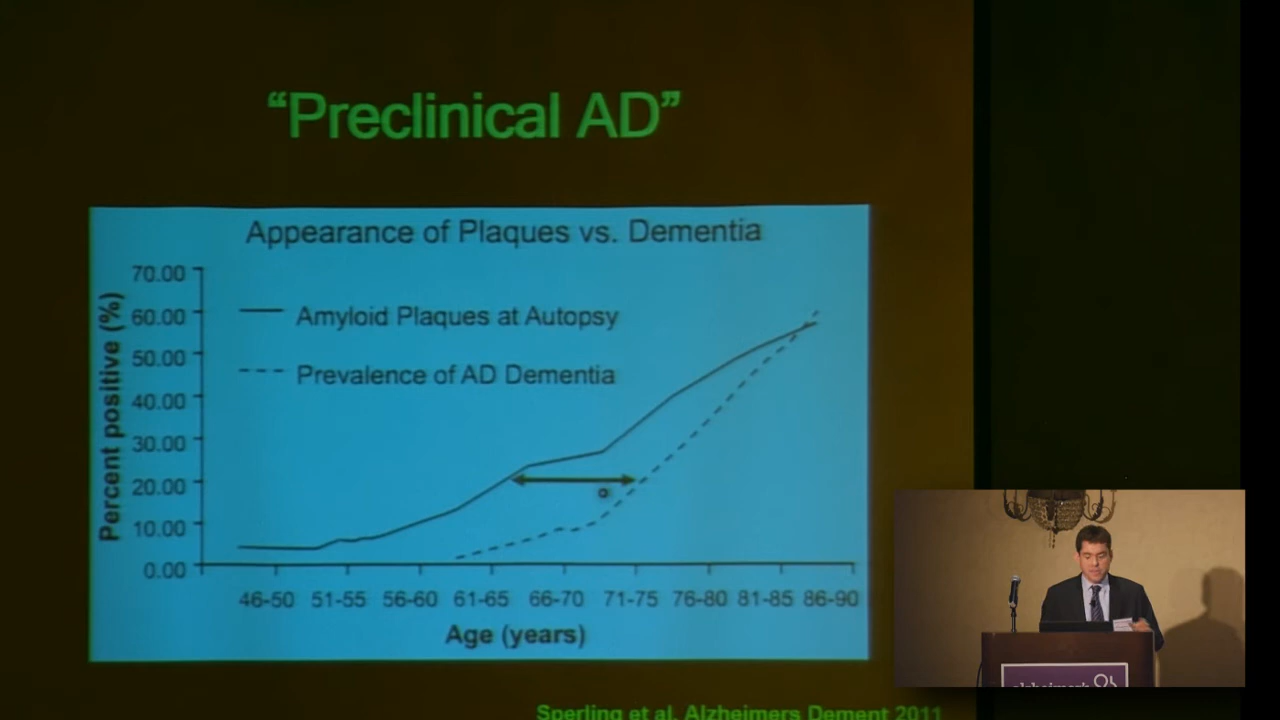 “Preclinical AD”
Appearance of Plaques vs. Dementia
70.00
60.00
50.00
40.00
30.00
20.00
10.00
0.00
Percent positive (%)
Amyloid Plaques at Autopsy
Prevalence of AD Dementia
46-50 51-55 56-60 61-65 66-70 71-75 76-80 81-85 86-90
Age (years)
Sperling et al. Alzheimers Dement 2011
alzheimer's